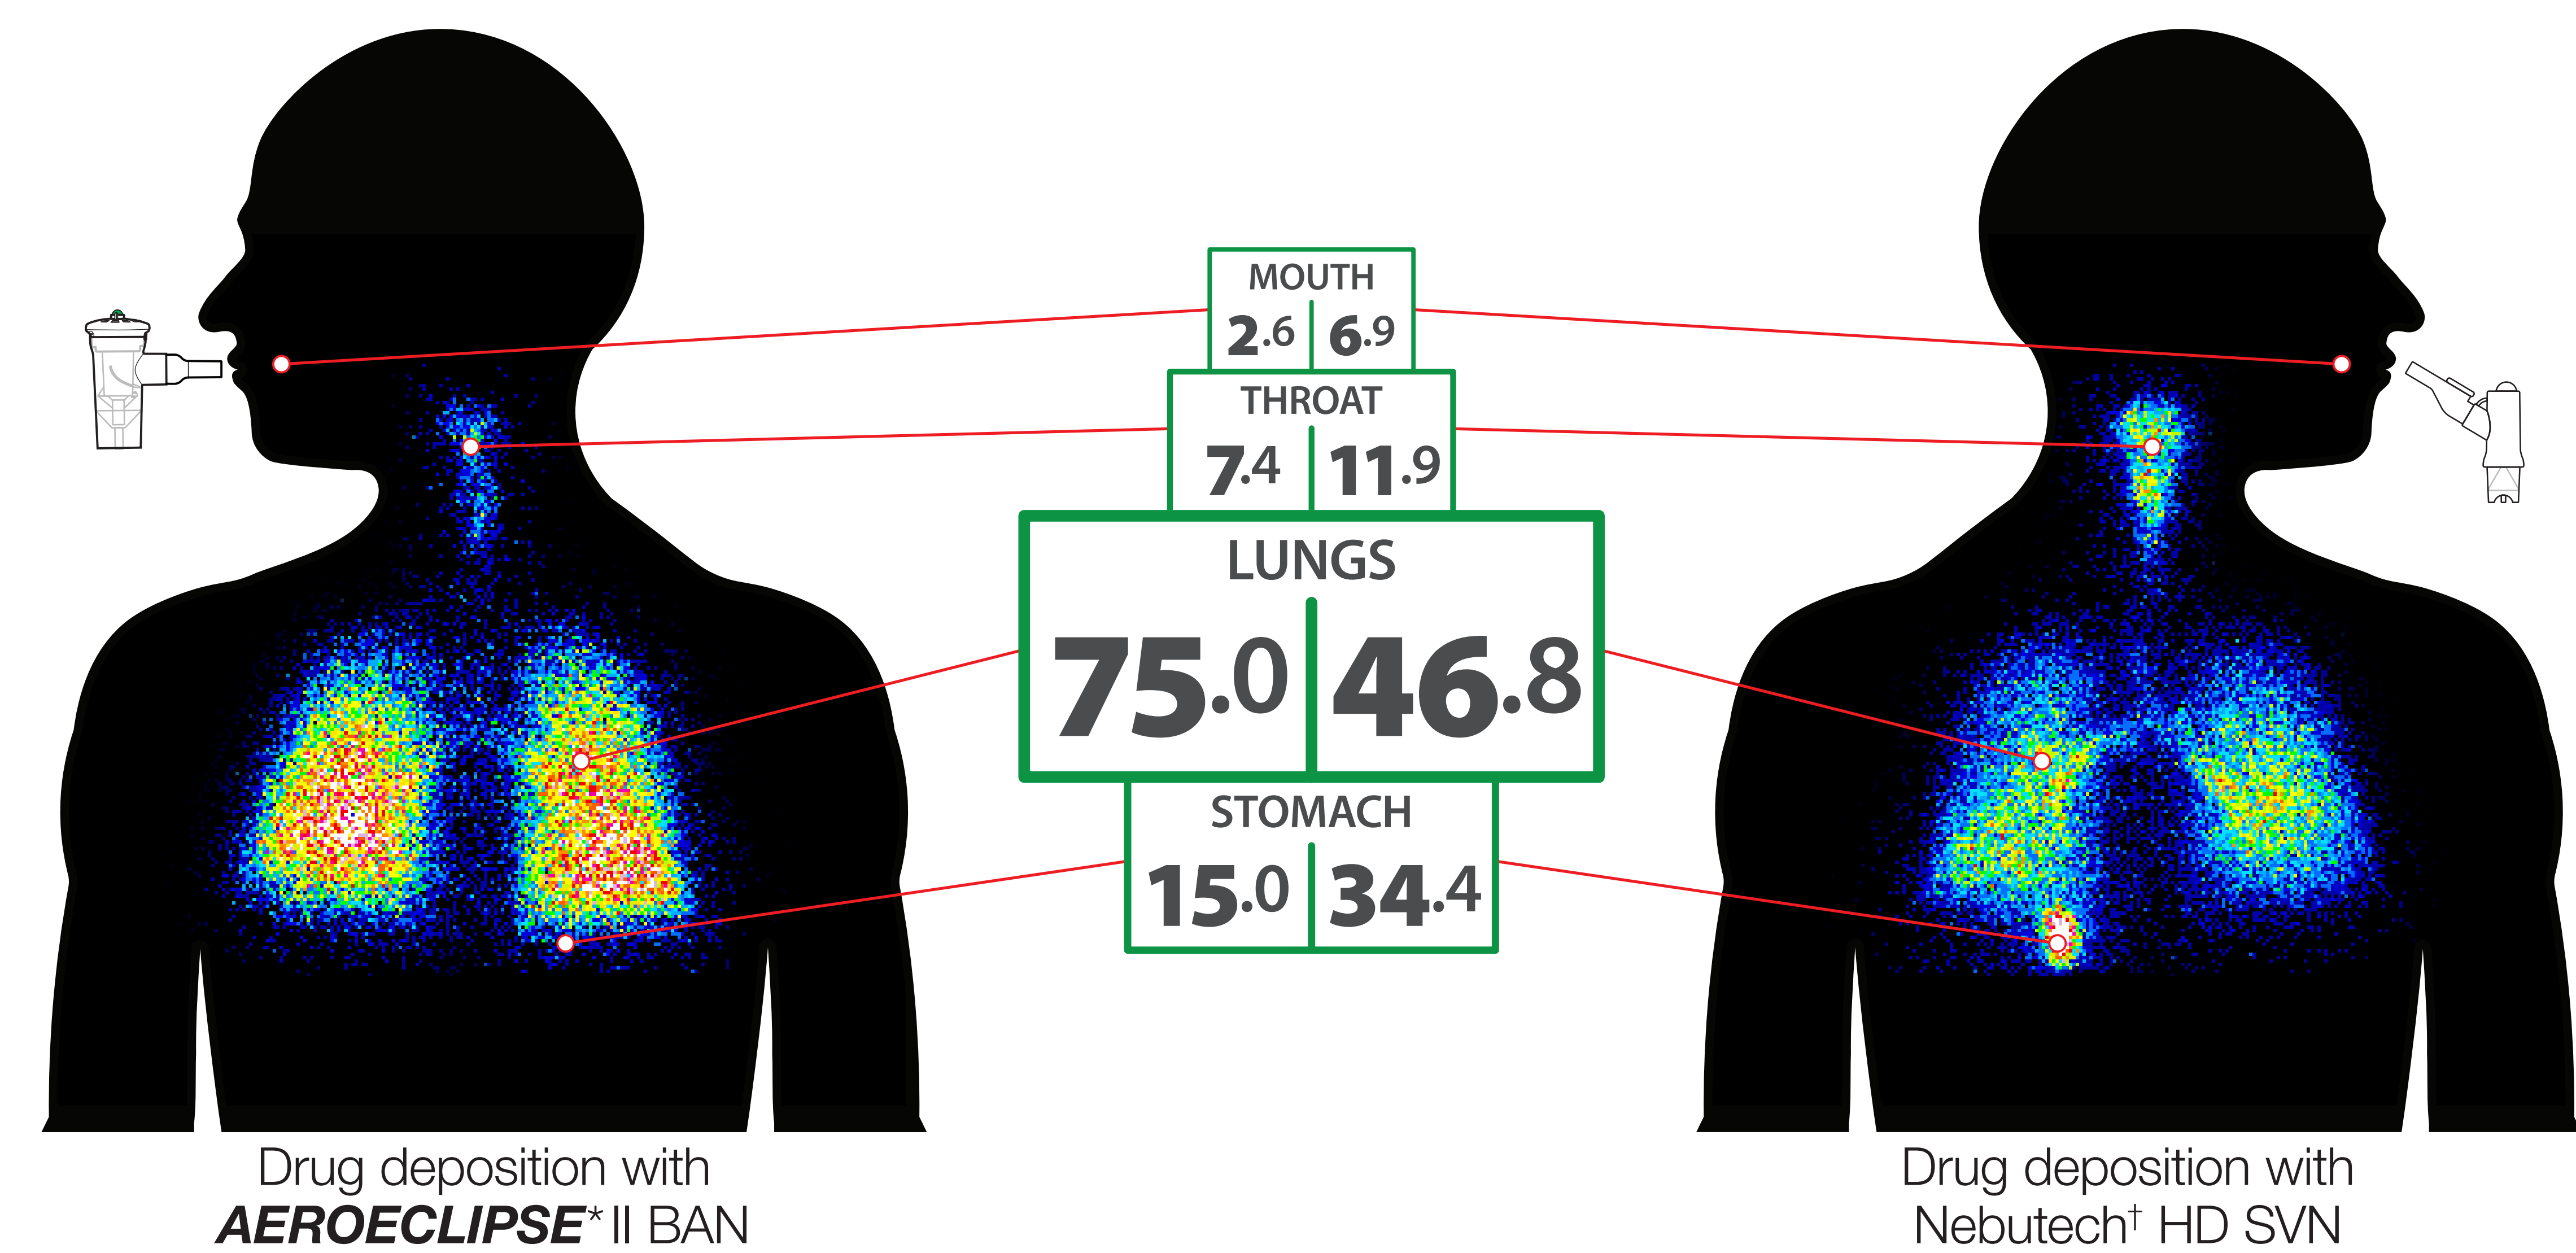 MOUTH
2.6 6.9
THROAT
7.4 11.9
LUNGS
75.0 46.8
STOMACH
15.0 34.4
Drug deposition with
AEROECLIPSE* II BAN
Drug deposition with
Nebutech† HD SVN